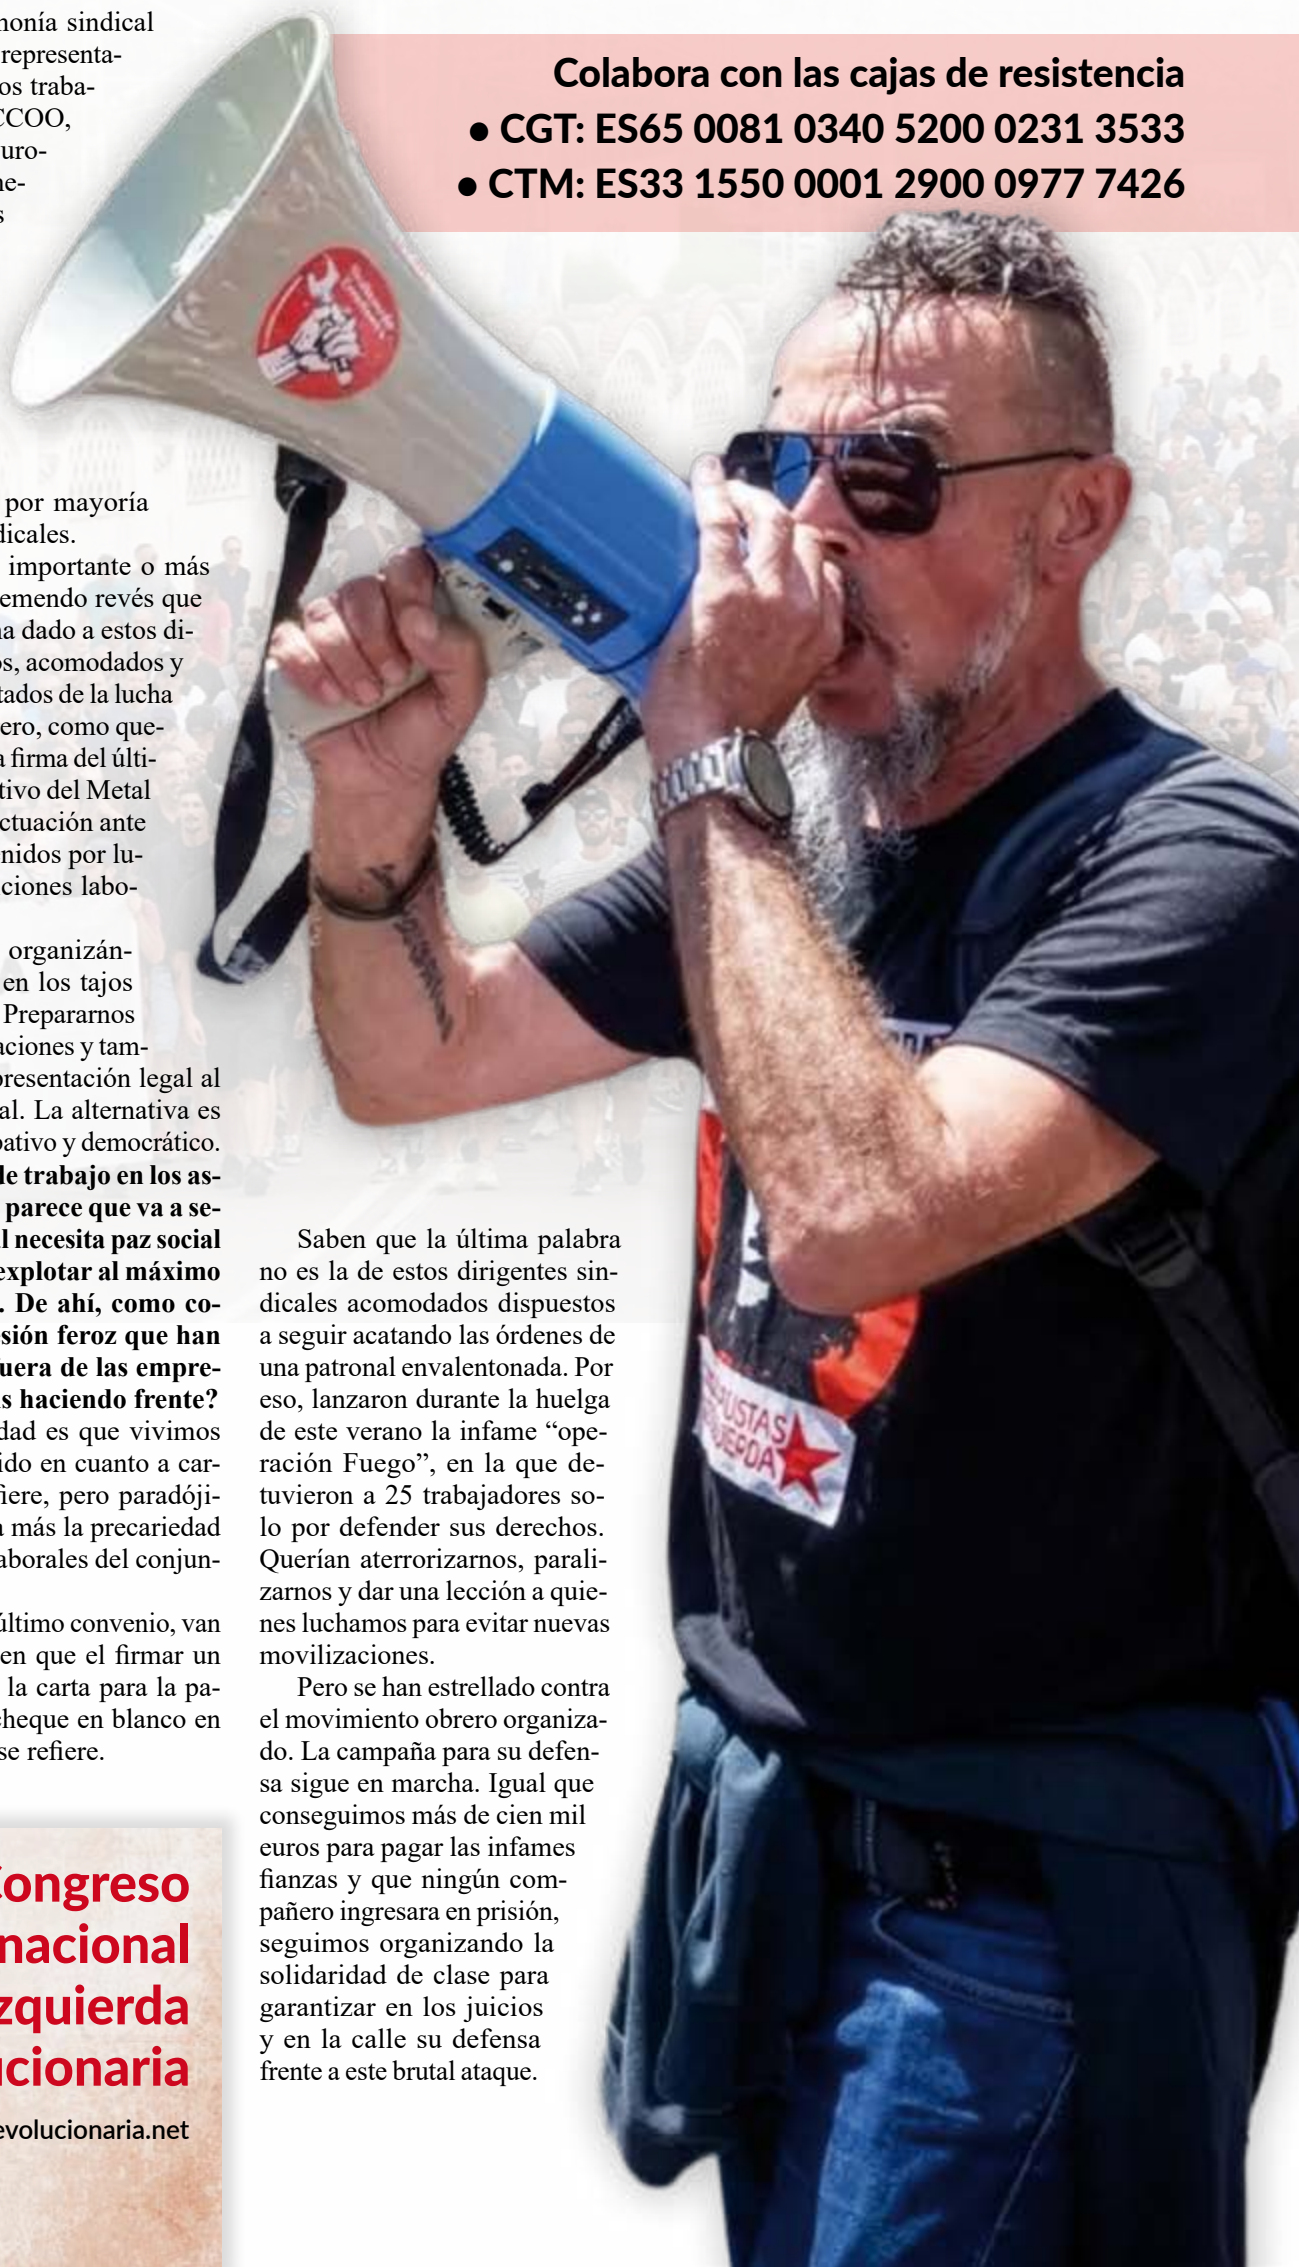 monía sindical
representa-
os traba-
CCOO,
uro-
me-
s
por mayoría
dicales.
importante o más
remendo revés que
ha dado a estos di-
os, acomodados y
tados de la lucha
ero, como que-
a firma del últi-
tivo del Metal
ctuación ante
nidos por lu-
ciones labo-
organizán-
en los tajos
Prepararnos
aciones y tam-
presentación legal al
al. La alternativa es
bativo y democrático.
de trabajo en los as-
parece que va a se-
al necesita paz social
explotar al máximo
. De ahí, como co-
esión feroz que han
fuera de las empre-
is haciendo frente?
dad es que vivimos
ido en cuanto a car-
fiere, pero paradóji-
a más la precariedad
laborales del conjun-
último convenio, van
en que el firmar un
la carta para la pa-
cheque en blanco en
se refiere.
Congreso
nacional
zquierda
ucionaria
evolucionaria.net
Colabora con las cajas de resistencia
● CGT: ES65 0081 0340 5200 0231 3533
● CTM: ES33 1550 0001 2900 0977 7426
Saben que la última palabra
no es la de estos dirigentes sin-
dicales acomodados dispuestos
a seguir acatando las órdenes de
una patronal envalentonada. Por
eso, lanzaron durante la huelga
de este verano la infame “ope-
ración Fuego”, en la que de-
tuvieron a 25 trabajadores so-
lo por defender sus derechos.
Querían aterrorizarnos, parali-
zarnos y dar una lección a quie-
nes luchamos para evitar nuevas
movilizaciones.
Pero se han estrellado contra
el movimiento obrero organiza-
do. La campaña para su defen-
sa sigue en marcha. Igual que
conseguimos más de cien mil
euros para pagar las infames
fianzas y que ningún com-
pañero ingresara en prisión,
seguimos organizando la
solidaridad de clase para
garantizar en los juicios
y en la calle su defensa
frente a este brutal ataque.